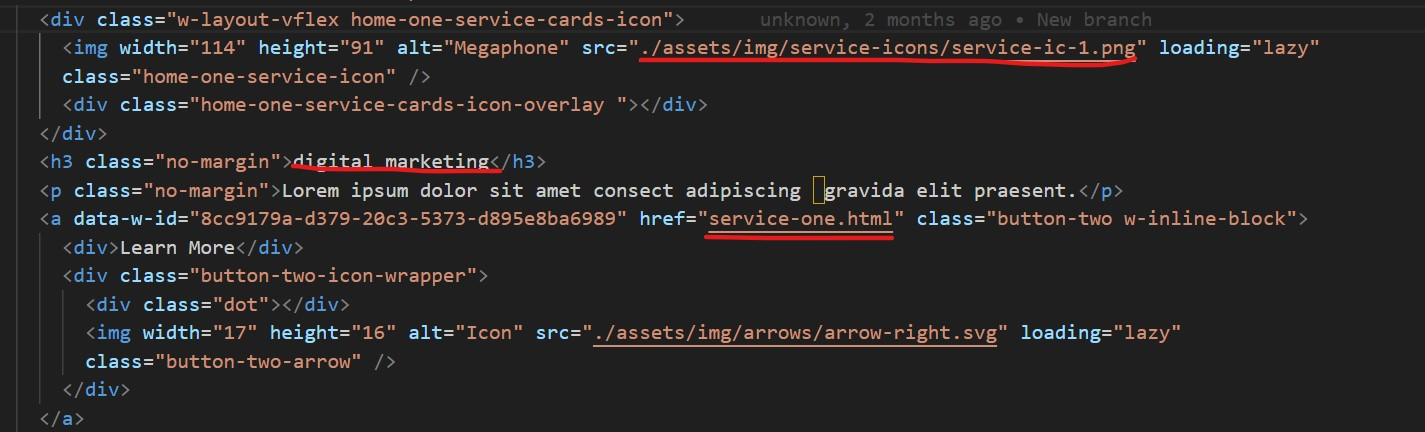 <div class="w-layout-vflex home-one-service-cards-icon"> unknown, 2 months ago • New branch
<img width="114" height="91" alt="Megaphone" src="./assets/img/service-icons/service-ic-1.png" loading="lazy"
class="home-one-service-icon" />
<div class="home-one-service-cards-icon-overlay "></div>
</div>
<h3 class="no-margin">digital marketing</h3>
<p class="no-margin">Lorem ipsum dolor sit amet consect adipiscing gravida elit praesent.</p>
<a data-w-id="8cc9179a-d379-20c3-5373-d895e8ba6989" href="service-one.html" class="button-two w-inline-block">
<div>Learn More</div>
<div class="button-two-icon-wrapper">
<div class="dot"></div>
<img width="17" height="16" alt="Icon" src="./assets/img/arrows/arrow-right.svg" loading="lazy"
class="button-two-arrow" />
</div>
</a>